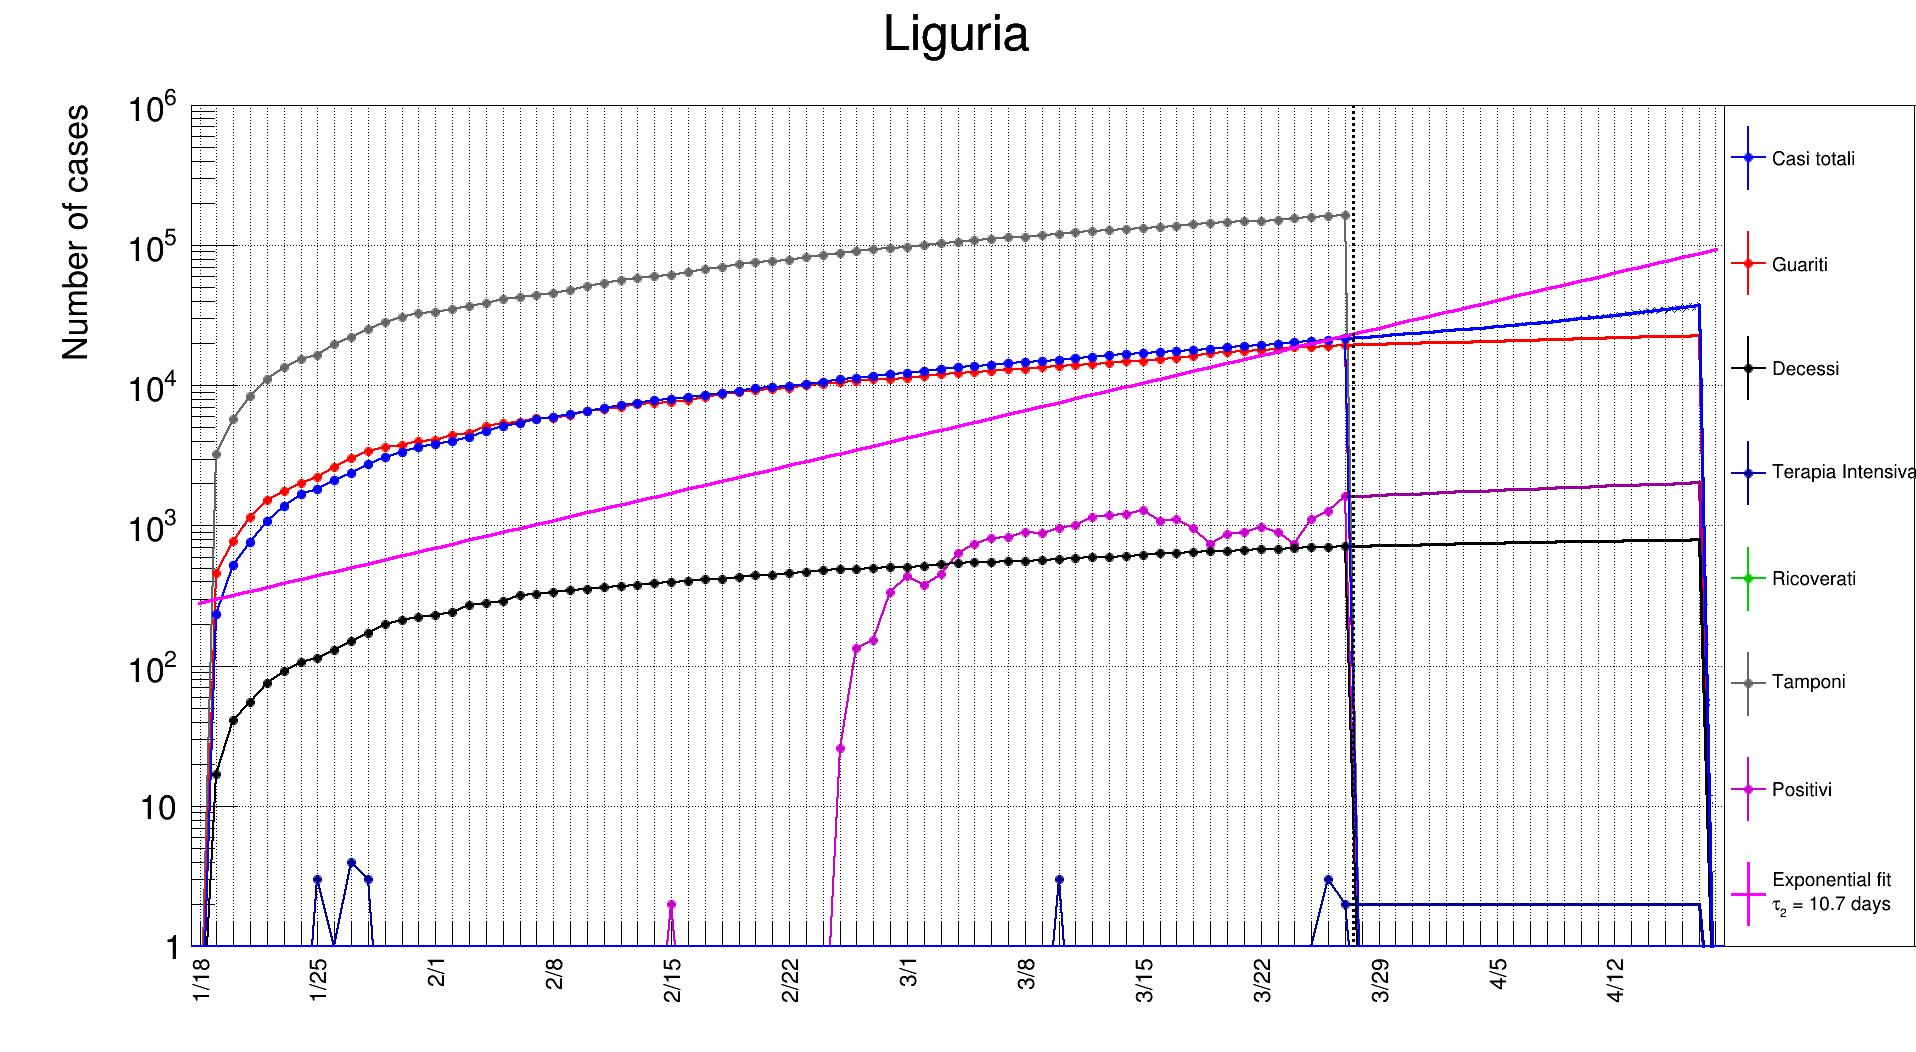 Liguria
Number of cases
10^6
10^5
10^4
10^3
10^2
10
1
1/18
1/25
2/1
2/8
2/15
2/22
3/1
3/8
3/15
3/22
3/29
4/5
4/12
Casi totali
Guariti
Decessi
Terapia Intensiva
Ricoverati
Tamponi
Positivi
Exponential fit
τ_2 = 10.7 days